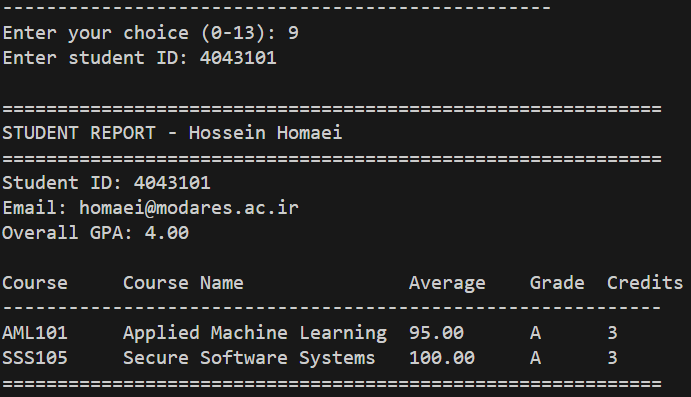 --------------------------------------------------
Enter your choice (0-13): 9
Enter student ID: 4043101
============================================================
STUDENT REPORT - Hossein Homaei
============================================================
Student ID: 4043101
Email: homaei@modares.ac.ir
Overall GPA: 4.00
Course     Course Name               Average    Grade  Credits
------------------------------------------------------------
AML101     Applied Machine Learning  95.00      A      3
SSS105     Secure Software Systems   100.00     A      3
============================================================